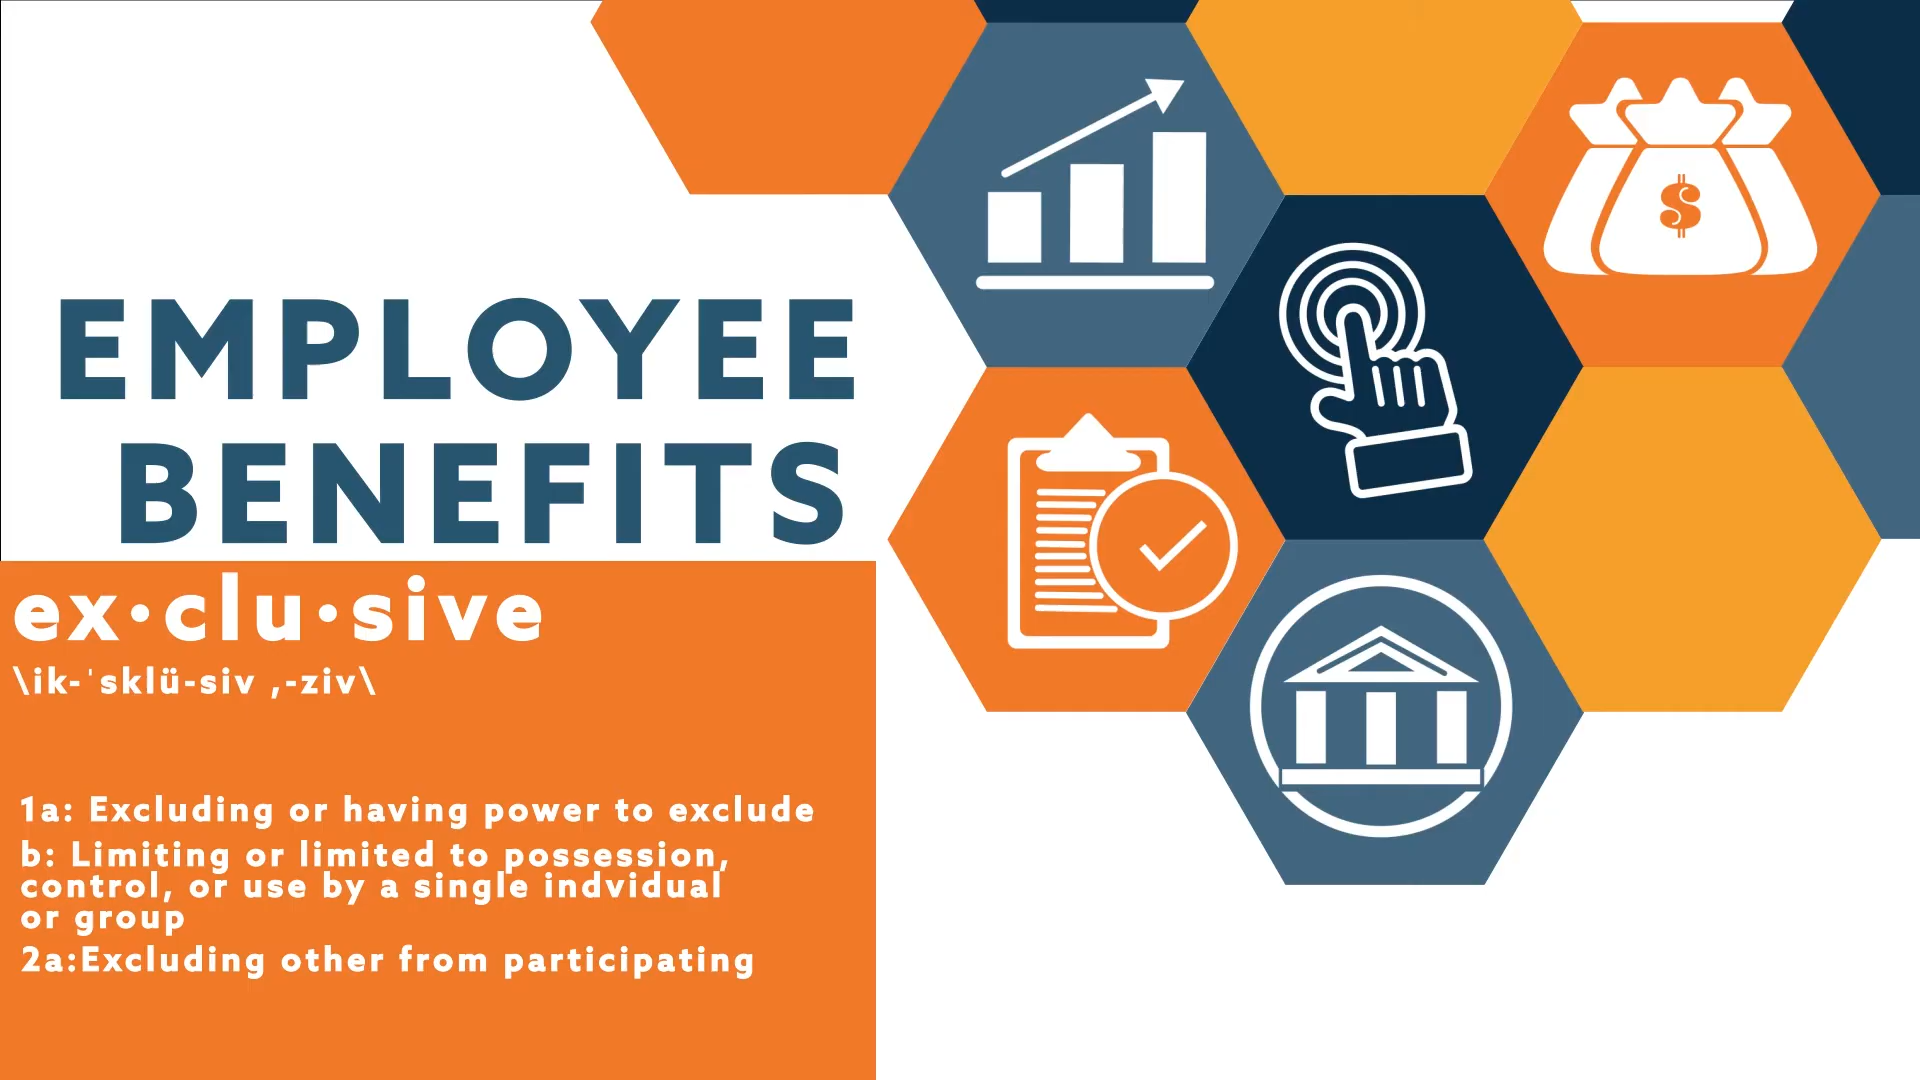 EMPLOYEE
BENEFITS
ex•clu•sive
\ik-ˈsklü-siv ,-ziv\
1a: Excluding or having power to exclude
b: Limiting or limited to possession,
control, or use by a single indvidual
or group
2a:Excluding other from participating
$